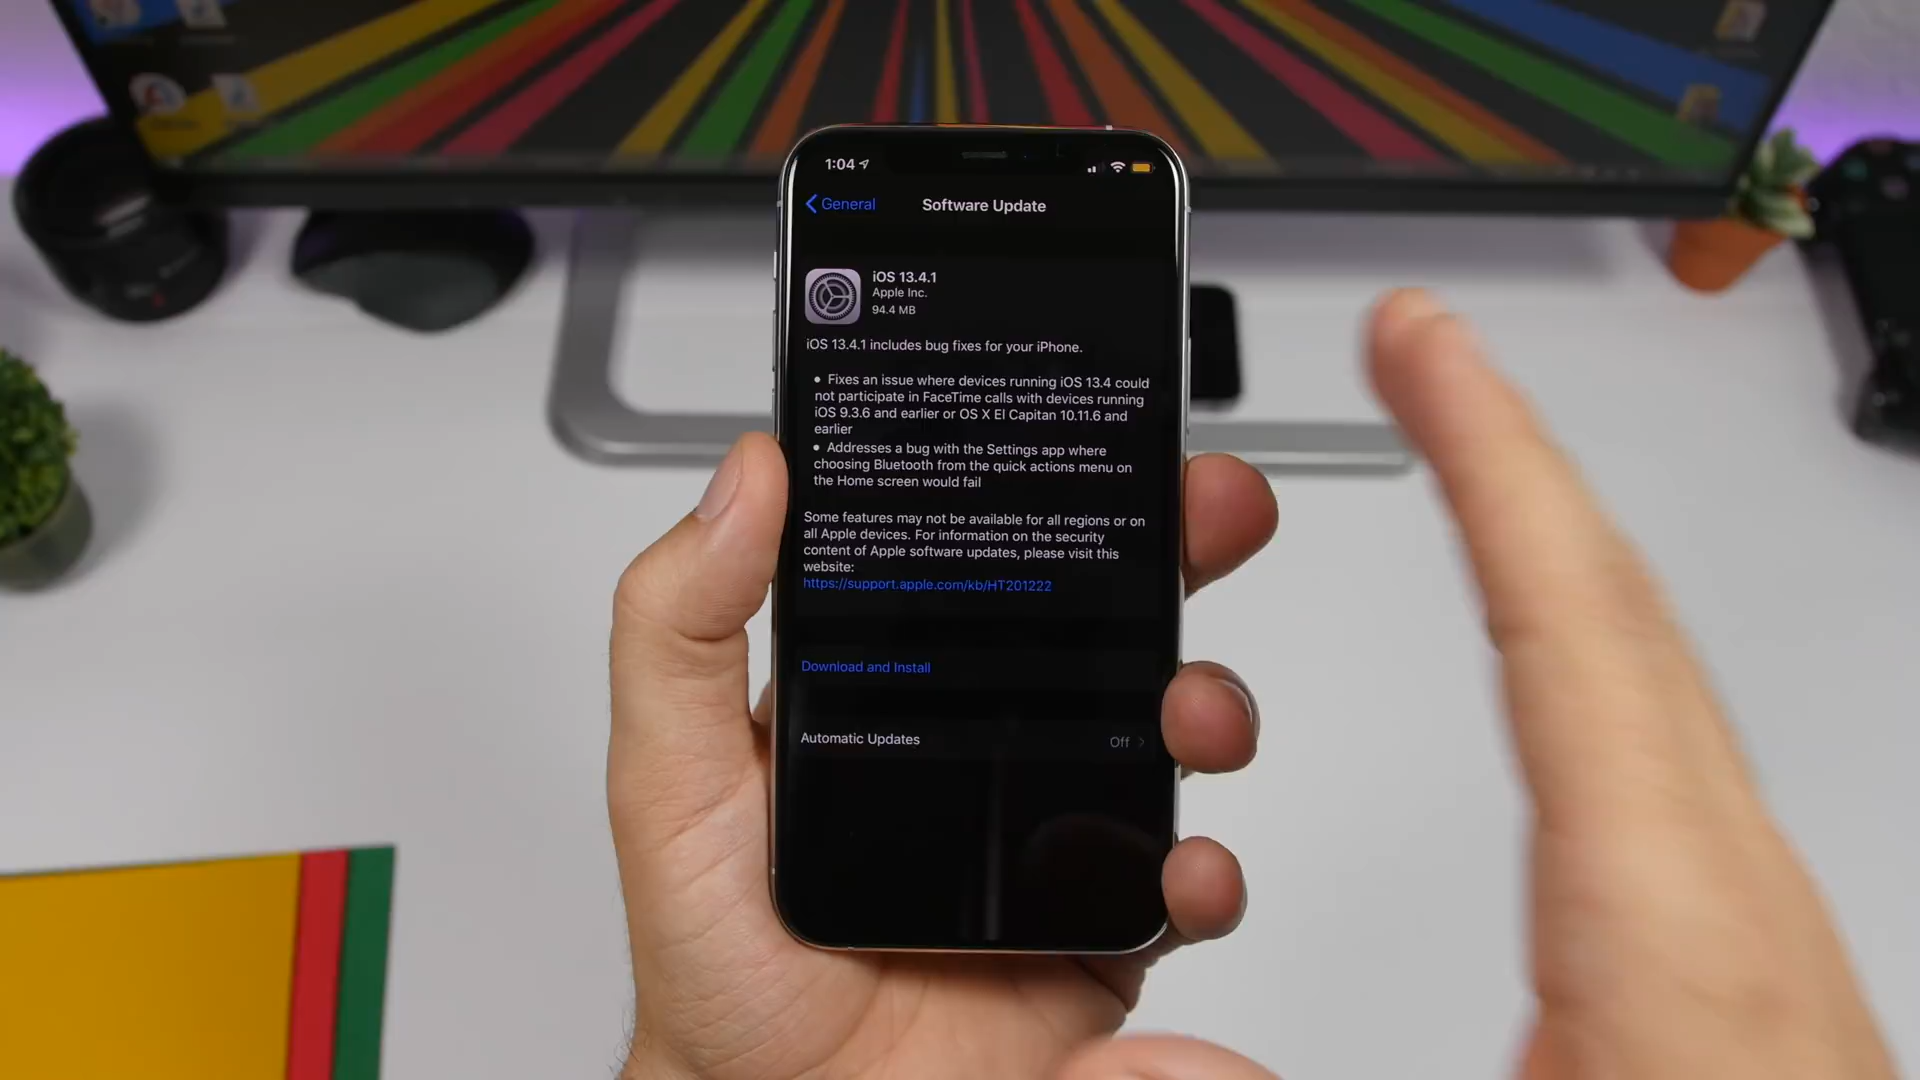 1:04
General
Software Update
iOS 13.4.1
Apple Inc.
94.4 MB
iOS 13.4.1 includes bug fixes for your iPhone.
• Fixes an issue where devices running iOS 13.4 could
not participate in FaceTime calls with devices running
iOS 9.3.6 and earlier or OS X El Capitan 10.11.6 and
earlier
• Addresses a bug with the Settings app where
choosing Bluetooth from the quick actions menu on
the Home screen would fail
Some features may not be available for all regions or on
all Apple devices. For information on the security
content of Apple software updates, please visit this
website:
https://support.apple.com/kb/HT201222
Download and Install
Automatic Updates
Off